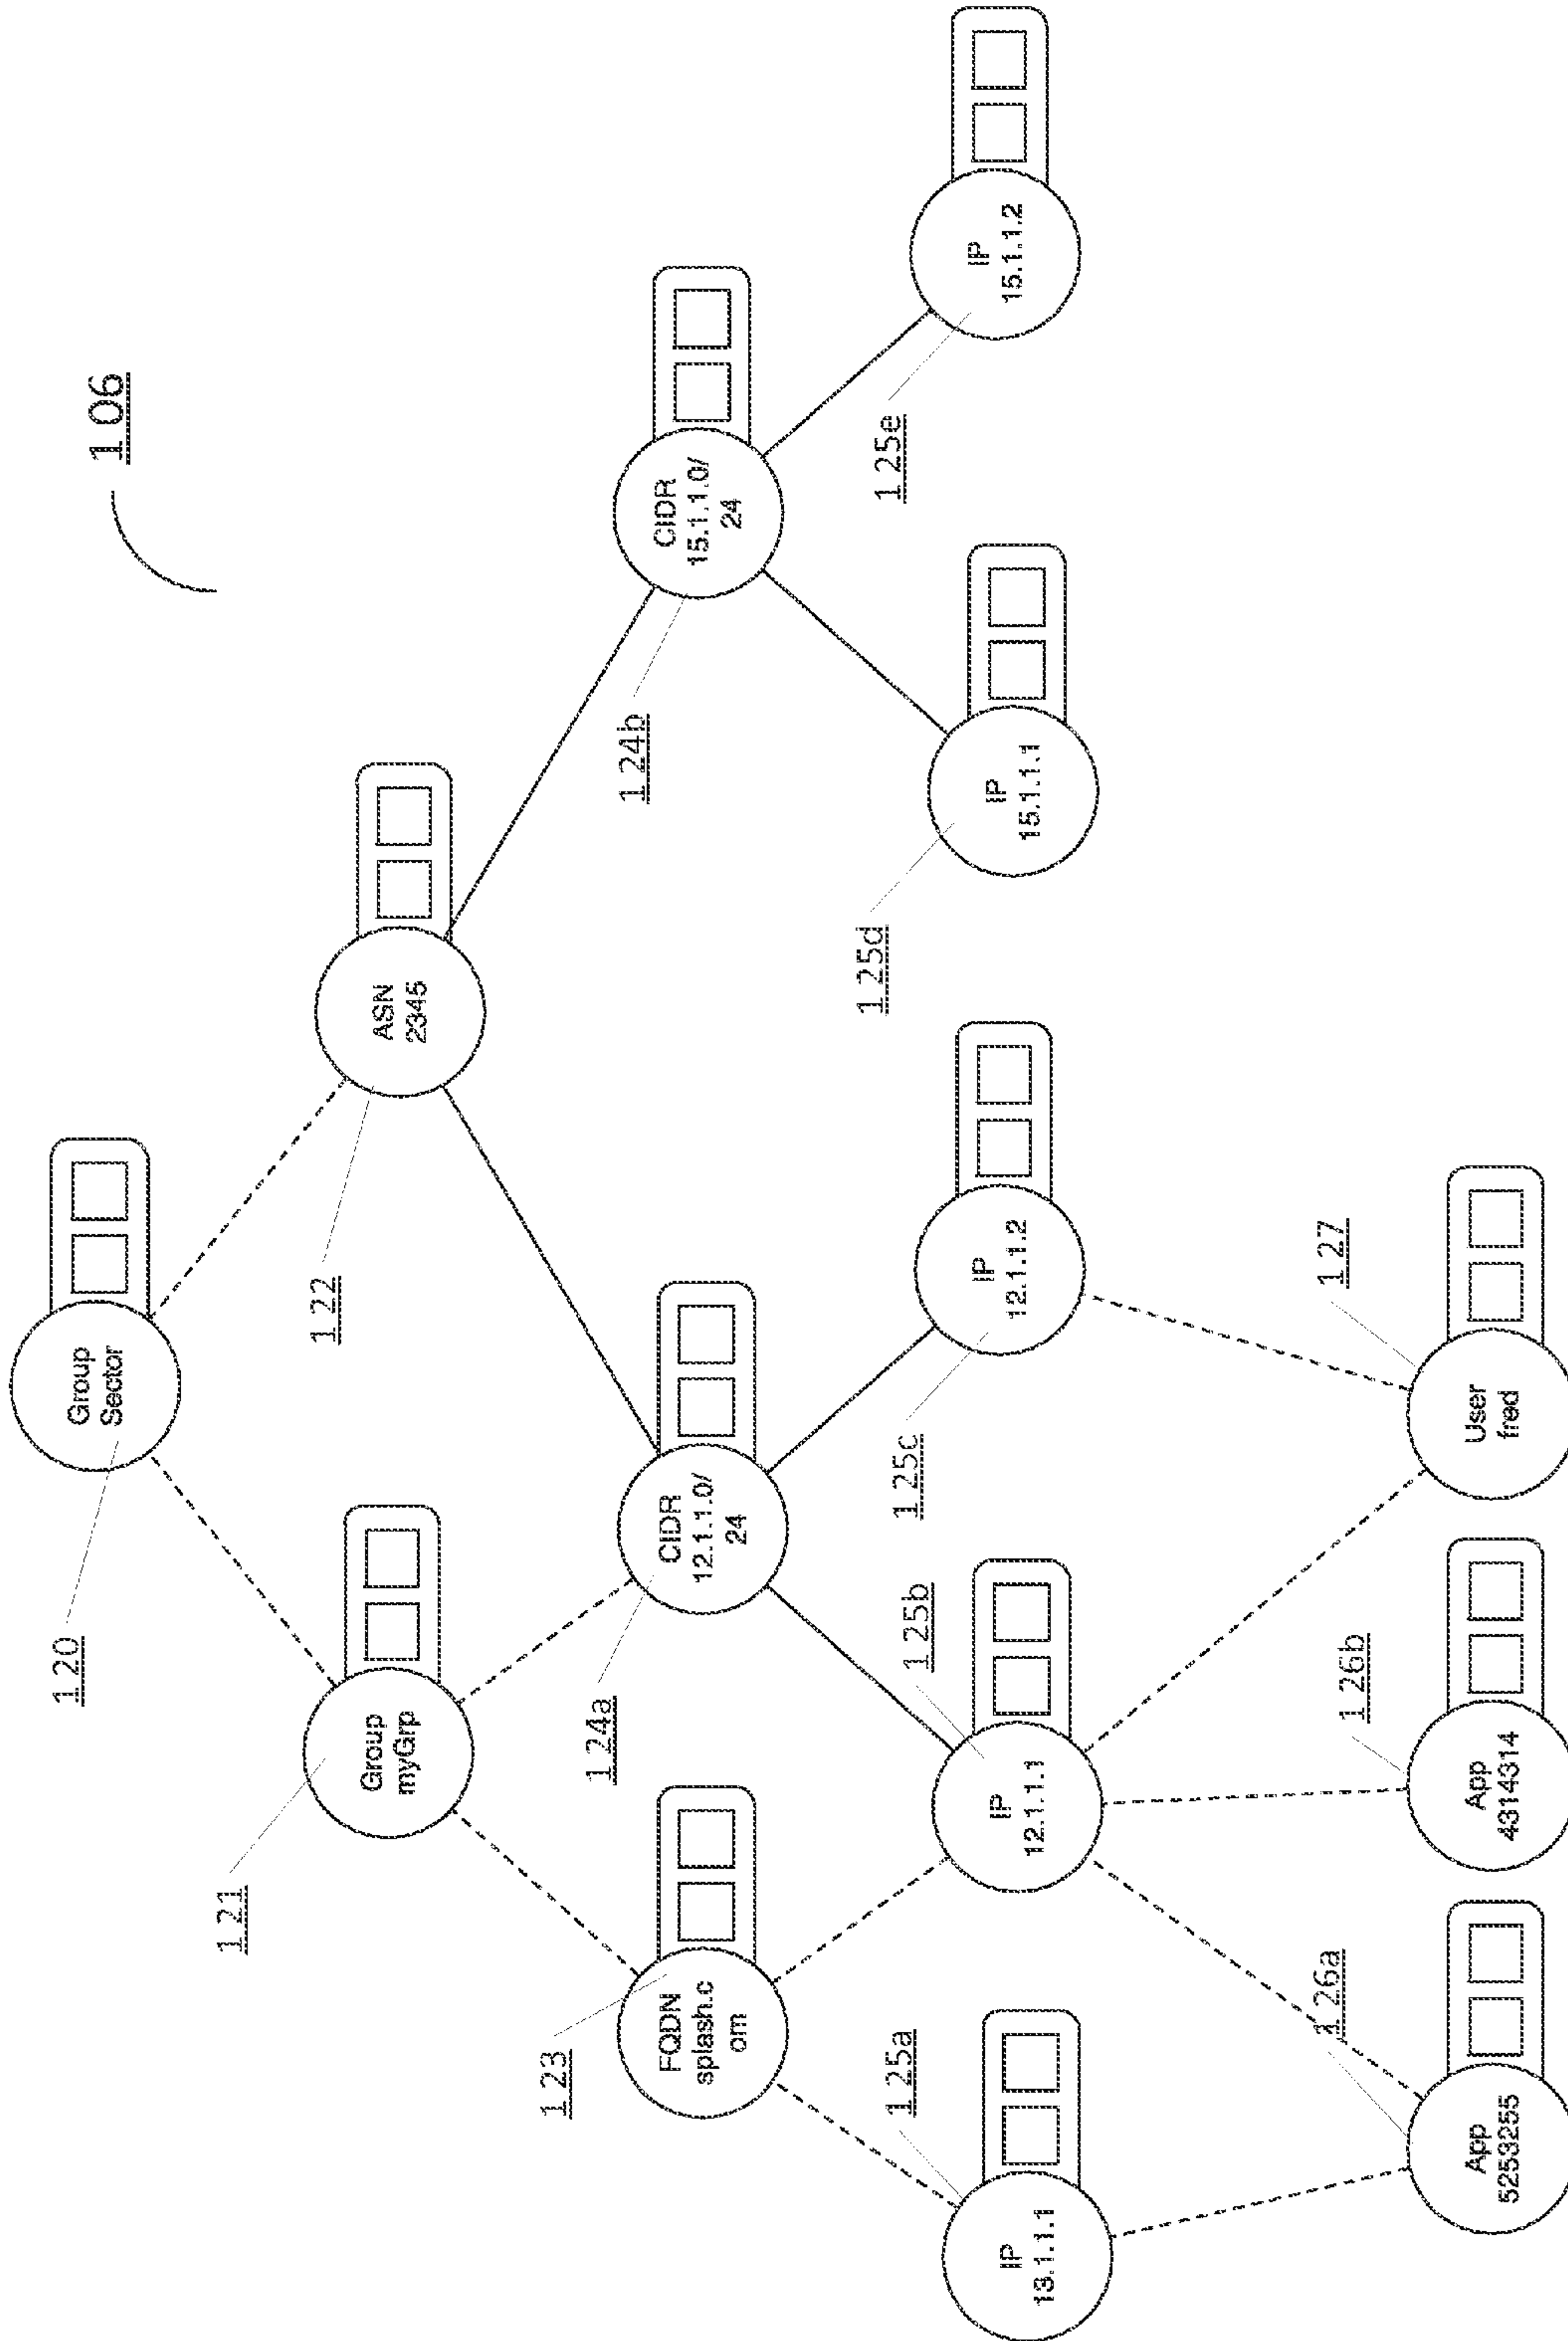 106
Group
Sector
120
Group
myGrp
121
ASN
2345
122
FQDN
splash.c
om
123
CIDR
12.1.1.0/
24
124a
CIDR
15.1.1.0/
24
124b
IP
13.1.1.1
125a
IP
12.1.1.1
125b
IP
12.1.1.2
125c
IP
15.1.1.1
125d
IP
15.1.1.2
125e
App
5253255
126a
App
4314314
126b
User
fred
127